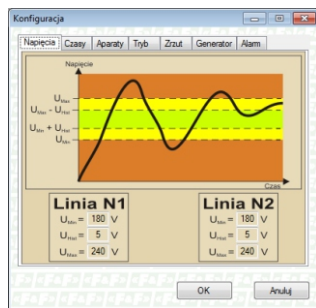 Konfiguracja
Napięcia Czasy Aparaty Tryb Zrzut Generator Alarm
Napięcie
UMax
UMax - UHist
UMin + UHist
UMin
Czas
Linia N1
UMin = 180 V
UHist = 5 V
UMax = 240 V
Linia N2
UMin = 180 V
UHist = 5 V
UMax = 240 V
OK Anuluj